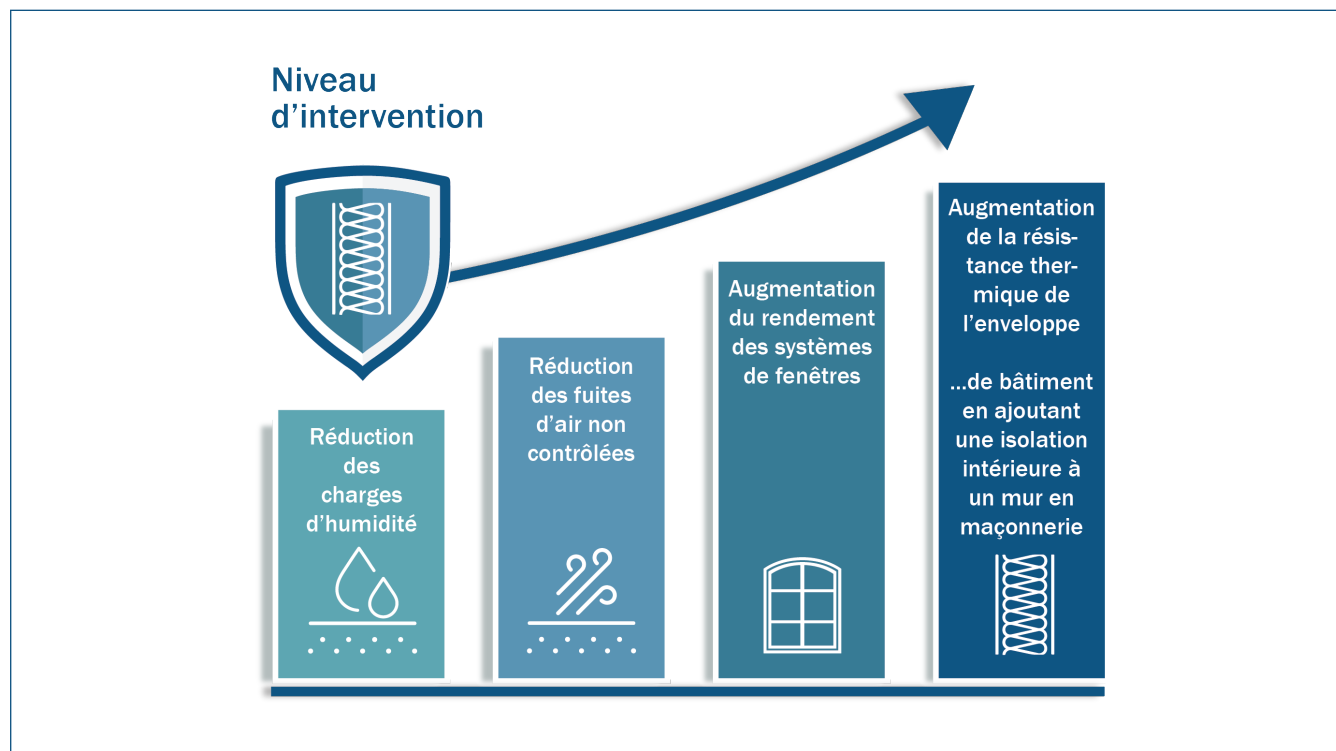 Niveau
d’intervention
Réduction
des
charges
d’humidité
Réduction
des fuites
d’air non
contrôlées
Augmentation
du rendement
des systèmes
de fenêtres
Augmentation
de la résis-
tance ther-
mique de
l’enveloppe
...de bâtiment
en ajoutant
une isolation
intérieure à
un mur en
maçonnerie